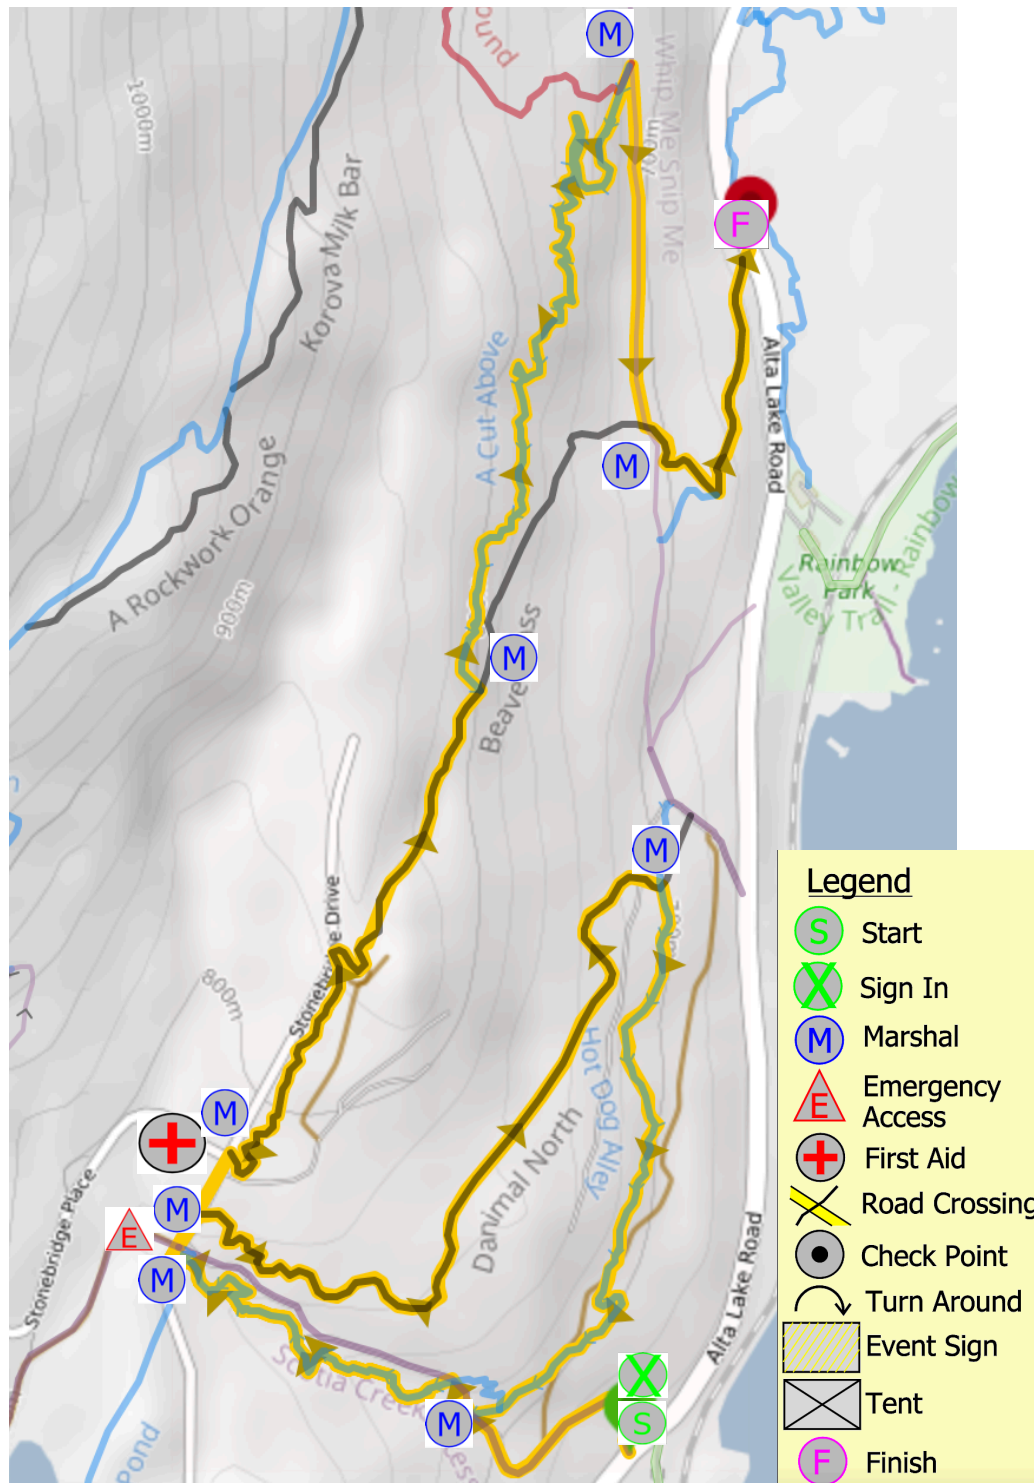 M
ound
Whip Me Snip Me
1000m
Korova Milk Bar
F
A Cut Above
Alta Lake Road
M
A Rockwork Orange
900m
Rainbow
Park
Valley Trail - Rainbow
M
M
Stonebridge Drive
800m
Hot Dog Alley
Danimal North
M
M
E
M
Stonebridge Place
Alta Lake Road
Scotia Creek
M
X
S
Pond
Legend
S Start
X Sign In
M Marshal
E Emergency
Access
First Aid
Road Crossing
Check Point
Turn Around
Event Sign
Tent
F Finish